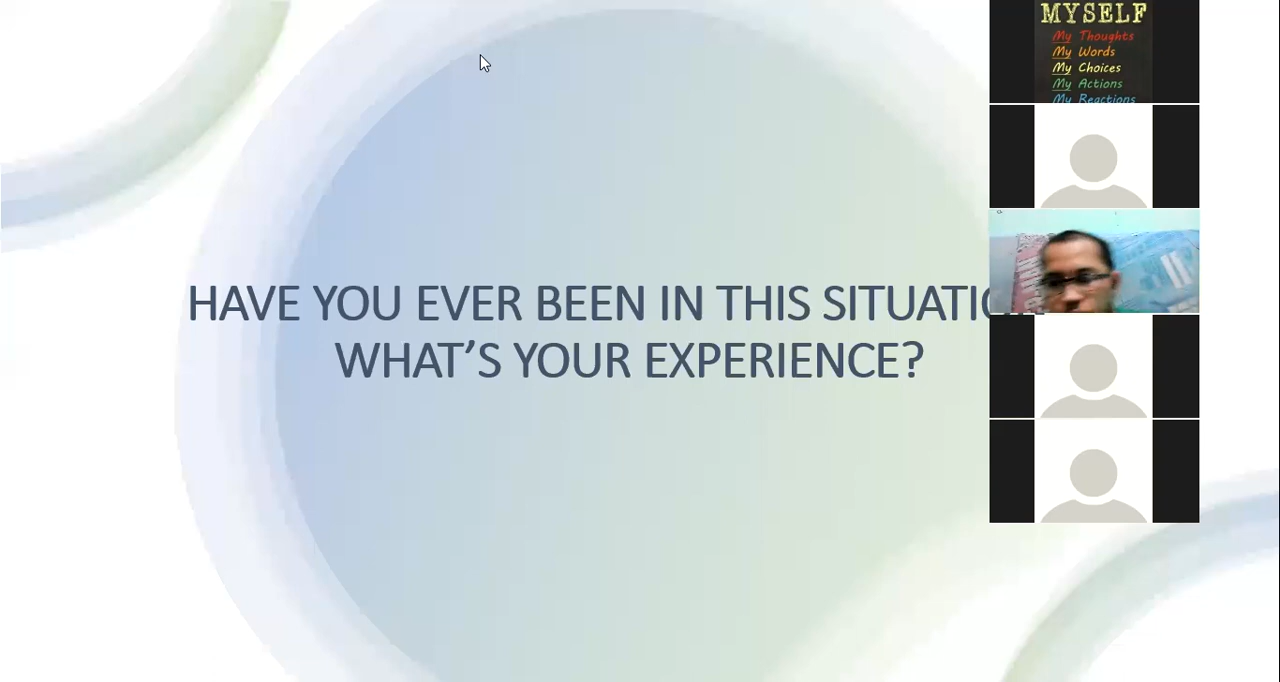 HAVE YOU EVER BEEN IN THIS
WHAT'S YOUR EXPERIENCE?
MYSELF
My Thoughts
My Words
My Choices
My Actions
My Reactions